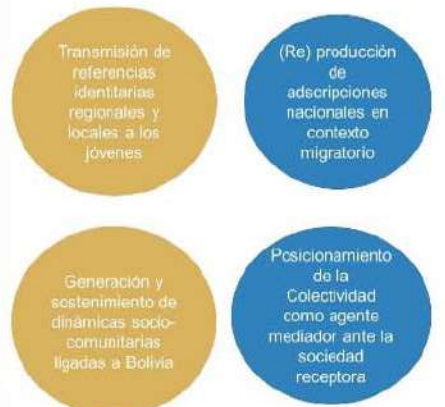 Transmisión de
referencias
identitarias
regionales y
locales a los
jóvenes
(Re) producción
de
adscripciones
nacionales en
contexto
migratorio
Generación y
sostenimiento de
dinámicas socio-
comunitarias
ligadas a Bolivia
Posicionamiento
de la
Colectividad
como agente
mediador ante la
sociedad
receptora